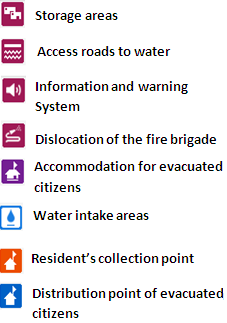 Storage areas
Access roads to water
Information and warning
System
Dislocation of the fire brigade
Accommodation for evacuated
citizens
Water intake areas
Resident's collection point
Distribution point of evacuated
citizens